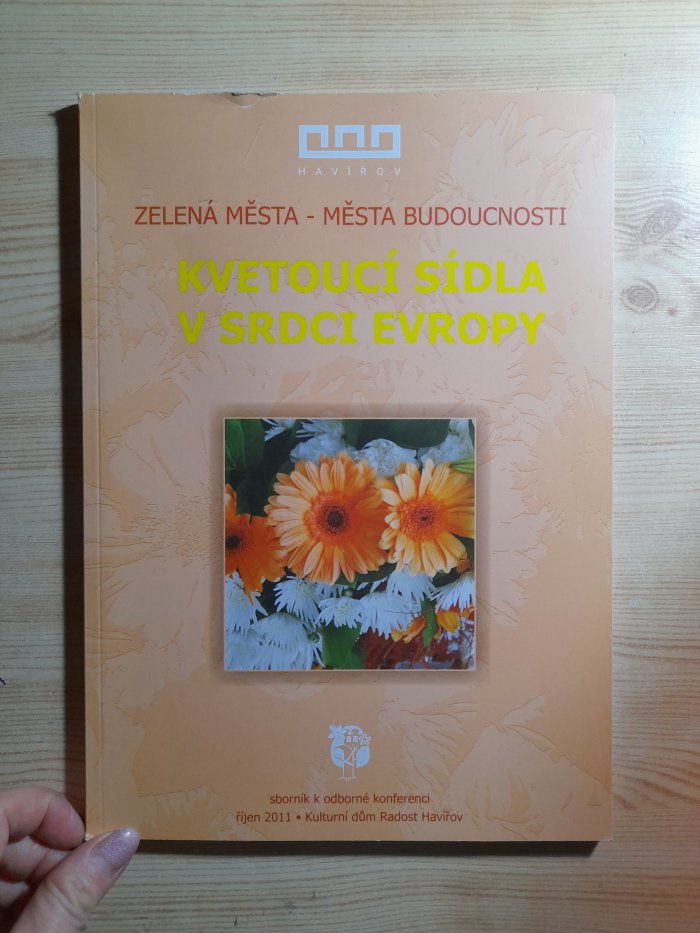 HAVÍŘOV
ZELENÁ MĚSTA - MĚSTA BUDOUCNOSTI
KVETOUCÍ SÍDLA
V SRDCI EVROPY
sborník k odborné konferenci
říjen 2011 • Kulturní dům Radost Havířov